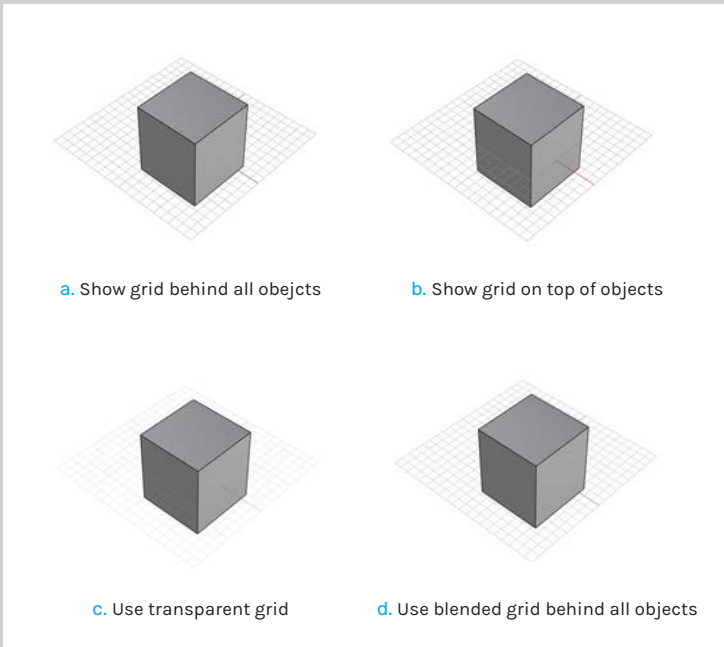 a. Show grid behind all obejcts
b. Show grid on top of objects
c. Use transparent grid
d. Use blended grid behind all objects